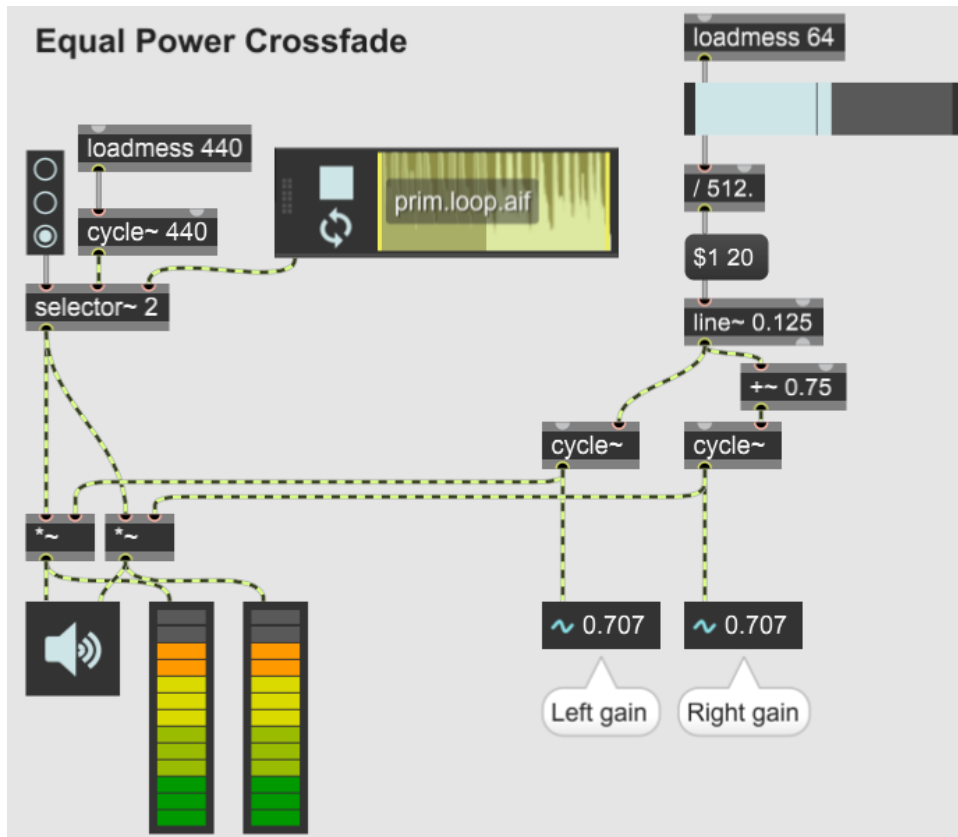 Equal Power Crossfade
loadmess 64
loadmess 440
prim.loop.aif
/ 512.
cycle~ 440
$1 20
selector~ 2
line~ 0.125
+~ 0.75
cycle~
cycle~
*~
*~
0.707
0.707
Left gain
Right gain